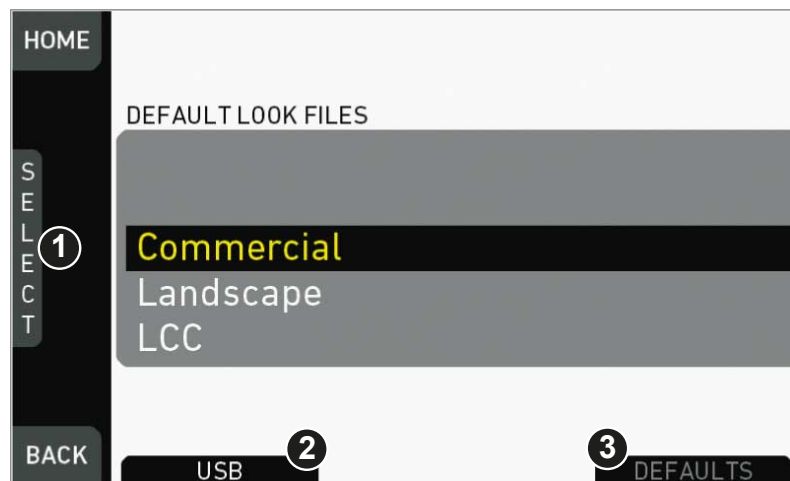 HOME
DEFAULT LOOK FILES
SELECT
1
Commercial
Landscape
LCC
BACK
2
USB
3
DEFAULTS